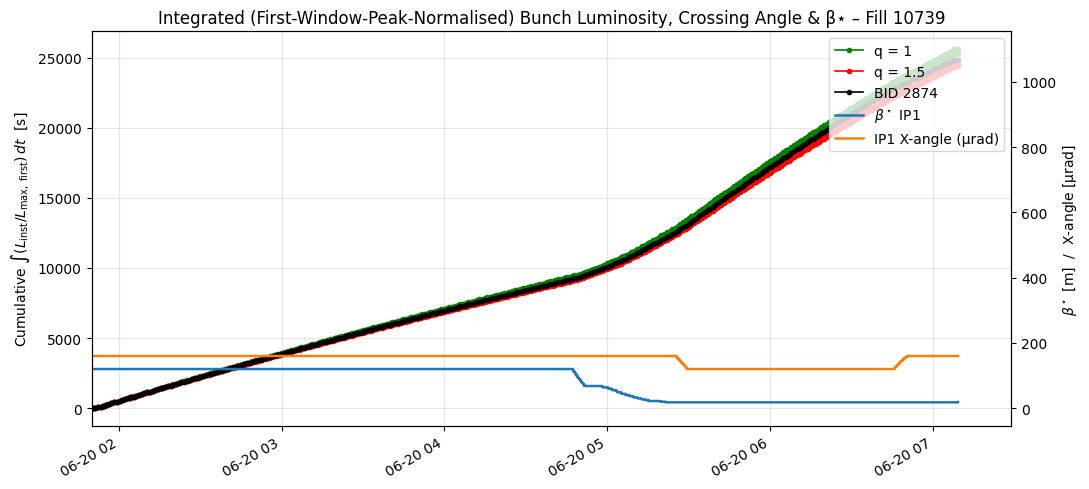 Integrated (First-Window-Peak-Normalised) Bunch Luminosity, Crossing Angle & β⋆ – Fill 10739
Cumulative ∫(L_inst/L_max, first) dt [s]
25000
20000
15000
10000
5000
0
q = 1
q = 1.5
BID 2874
β⋆ IP1
IP1 X-angle (μrad)
1000
800
600
400
200
0
β⋆ [m] / X-angle [μrad]
06-20 02
06-20 03
06-20 04
06-20 05
06-20 06
06-20 07